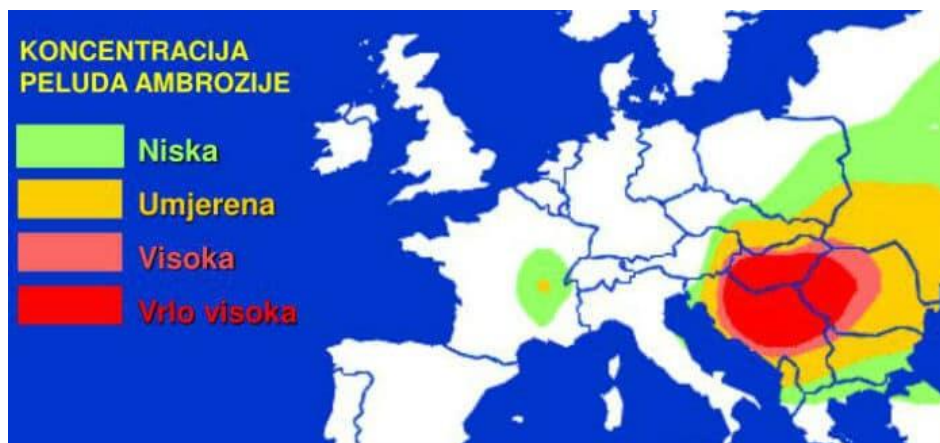 KONCENTRACIJA
PELUDA AMBROZIJE
Niska
Umjerena
Visoka
Vrlo visoka